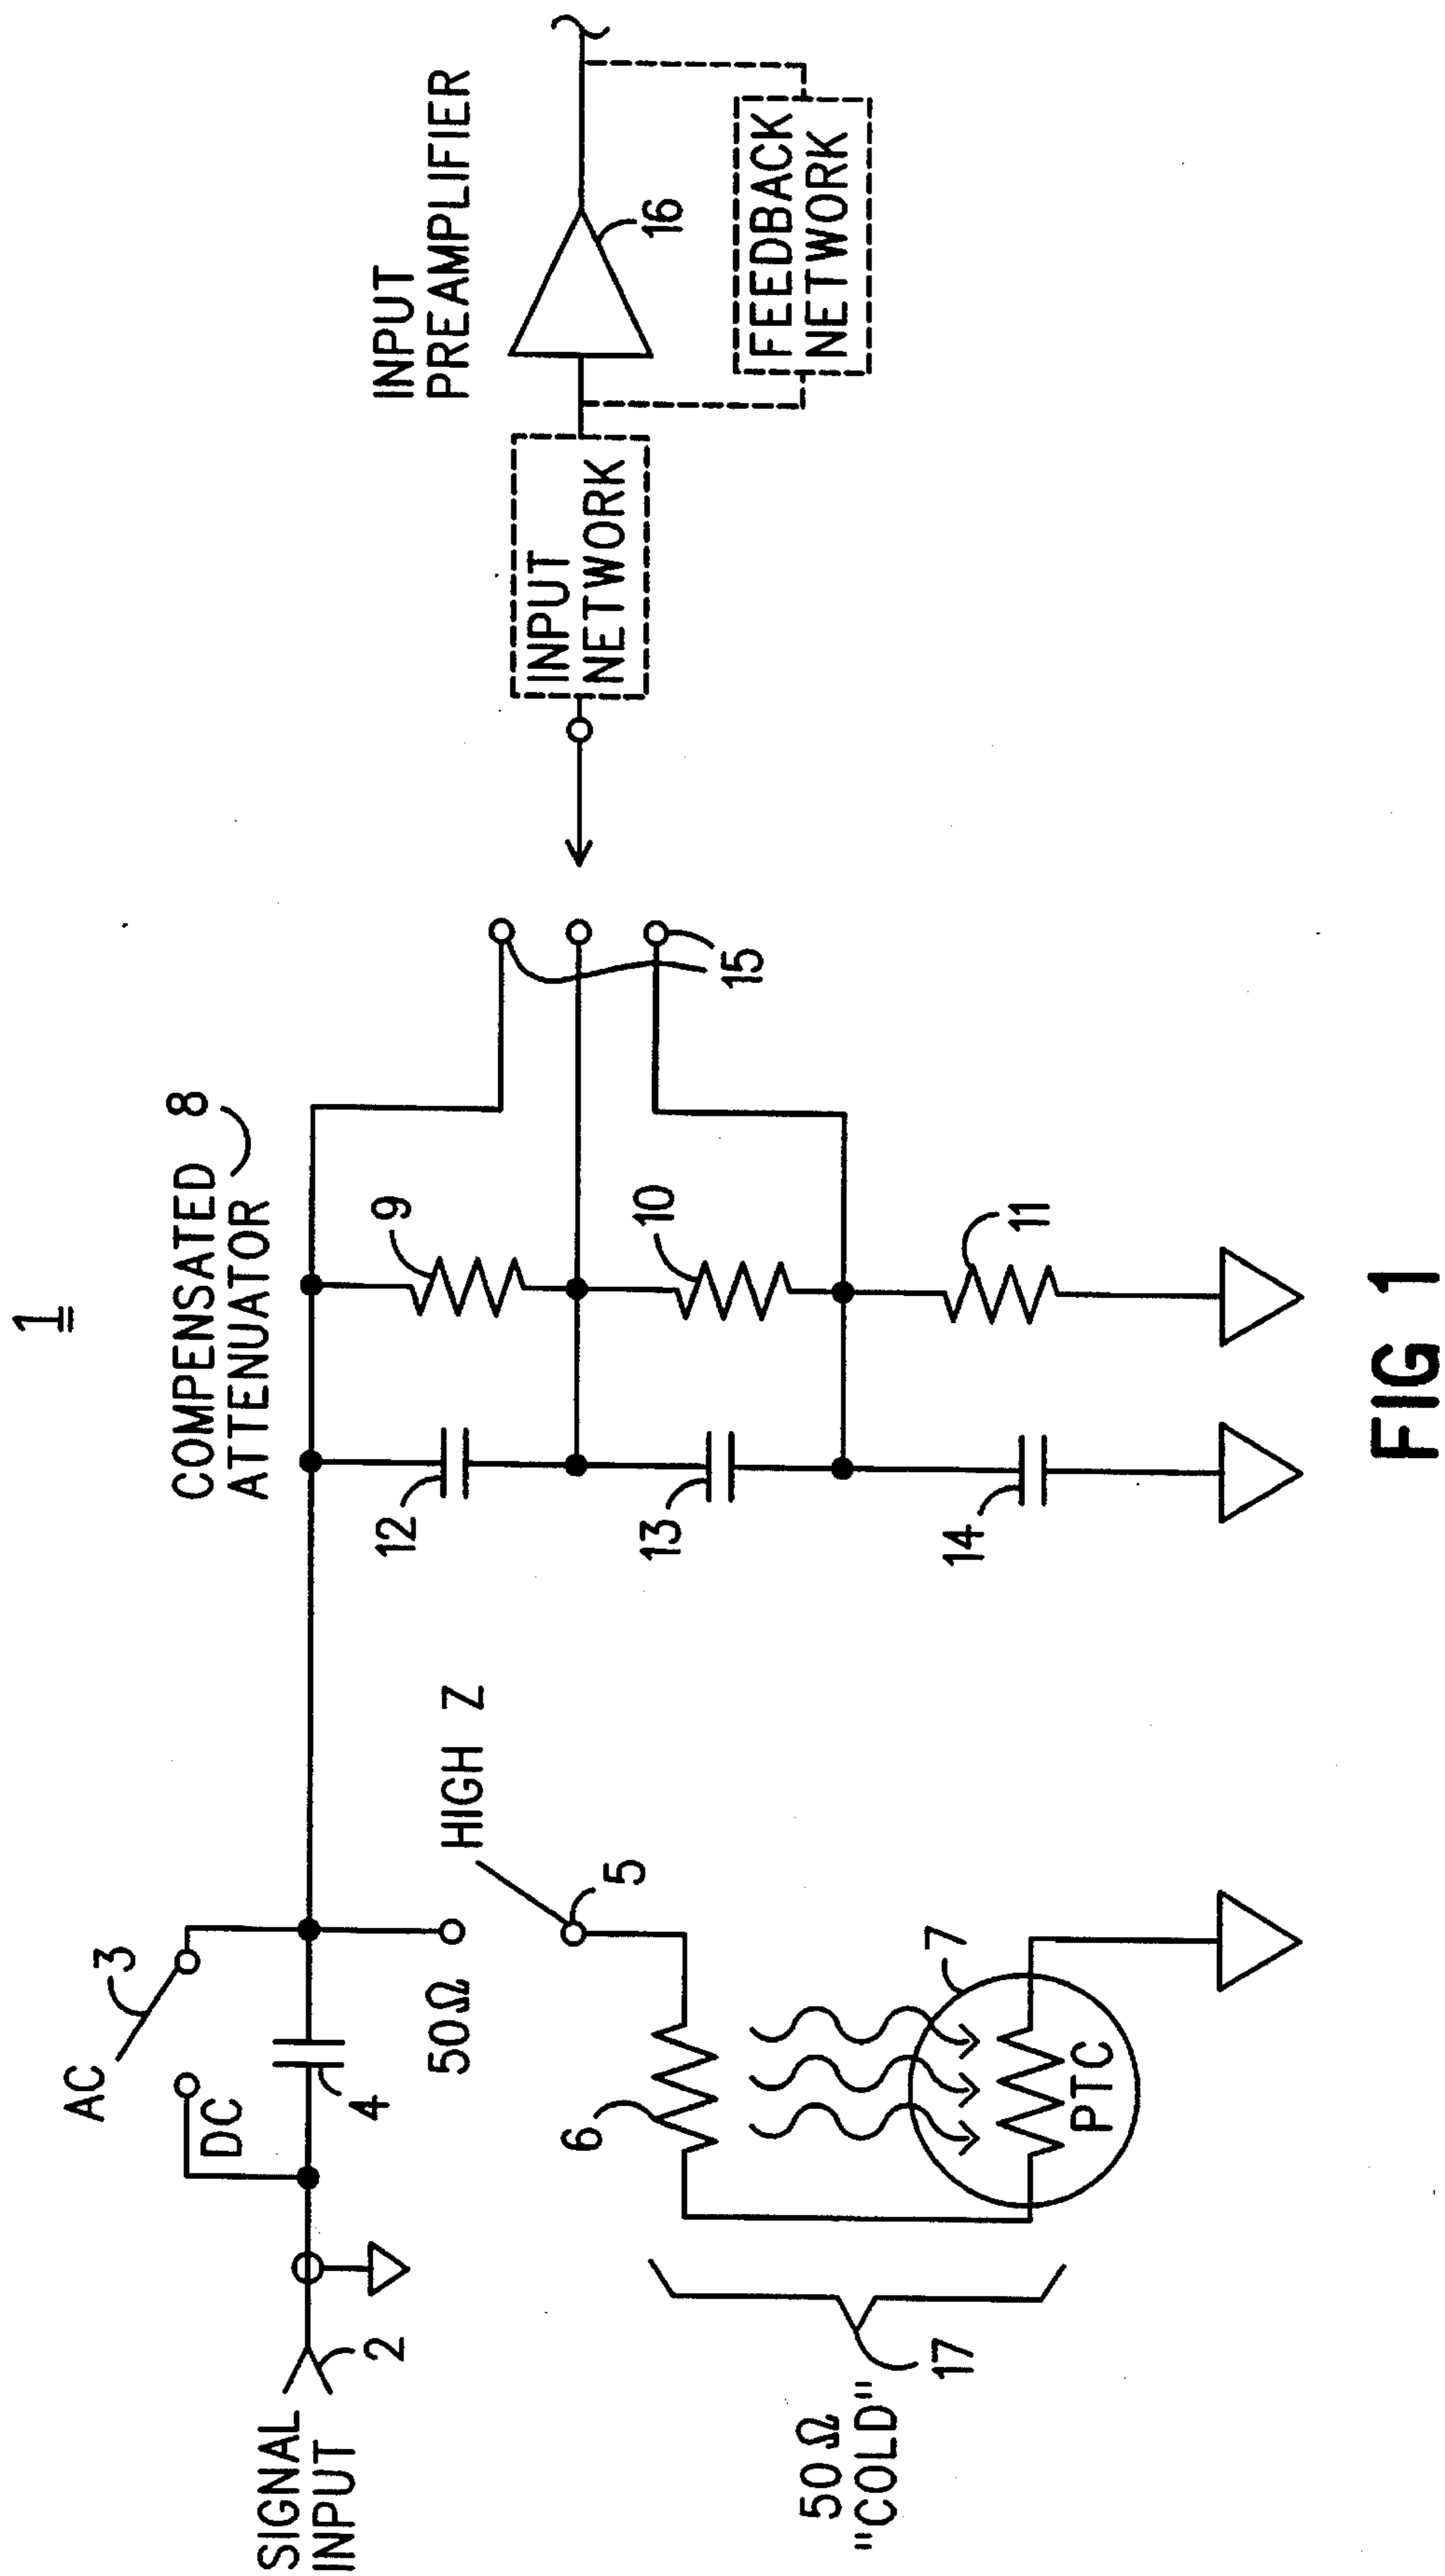 1
COMPENSATED 8
ATTENUATOR
INPUT
PREAMPLIFIER
AC
3
DC
4
SIGNAL
INPUT
2
50Ω
HIGH Z
5
12
9
13
10
14
11
15
INPUT
NETWORK
16
FEEDBACK
NETWORK
6
7
PTC
50Ω
"COLD"
17
FIG 1